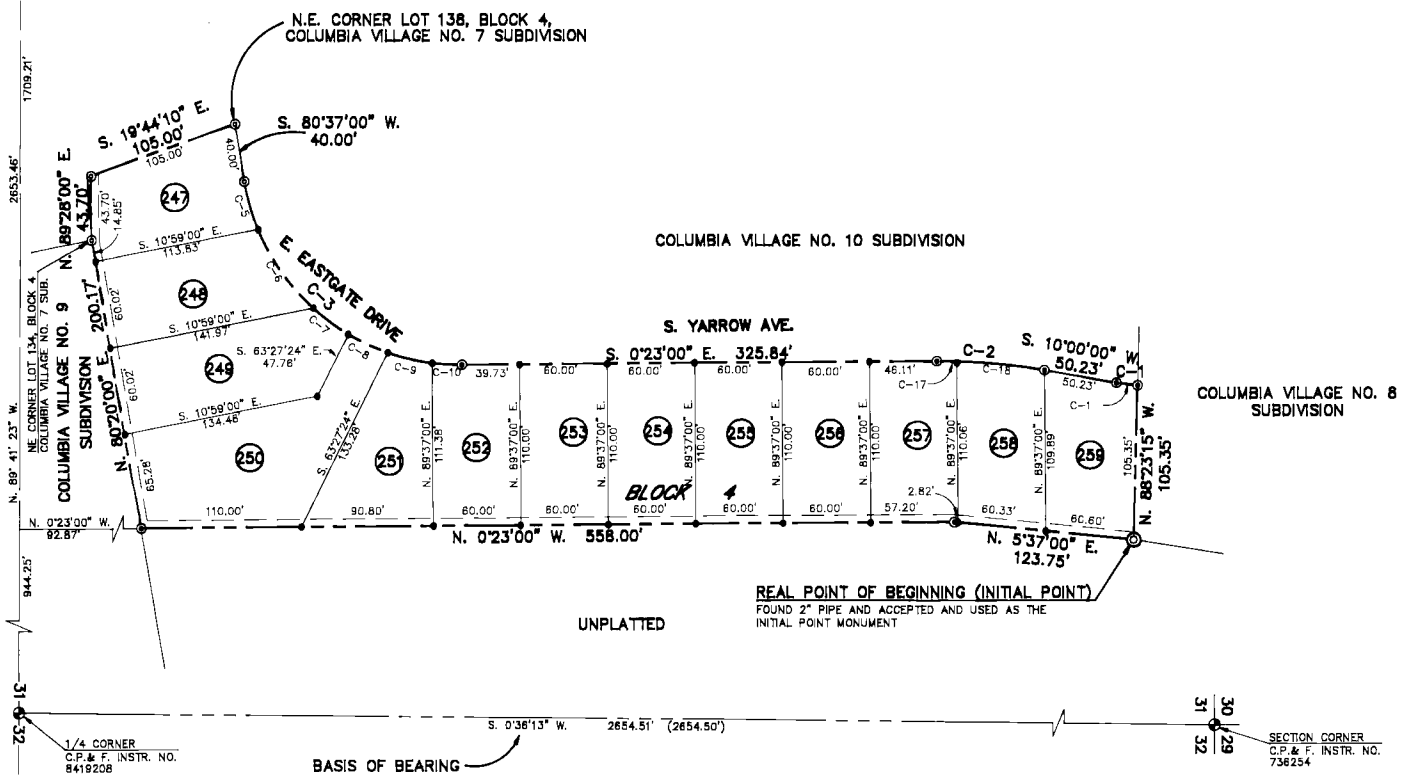 N.E. CORNER LOT 138, BLOCK 4,
COLUMBIA VILLAGE NO. 7 SUBDIVISION
1709.21'
2653.46'
S. 19°44'10" E.
105.00'
105.00'
S. 80°37'00" W.
40.00'
40.00'
N. 89°28'00" E.
43.70'
43.70'
14.85'
247
C-5
S. 10°59'00" E.
113.83'
E. EASTGATE DRIVE
COLUMBIA VILLAGE NO. 10 SUBDIVISION
NE CORNER LOT 134, BLOCK 4
COLUMBIA VILLAGE NO. 7 SUB.
N. 89° 41' 23" W.
COLUMBIA VILLAGE NO. 9
SUBDIVISION
N. 80°20'00" E. 200.17'
60.02'
248
C-6
C-3
S. 10°59'00" E.
141.97'
C-7
C-8
S. 63°27'24" E.
47.76'
249
60.02'
S. 10°59'00" E.
134.46'
C-9
C-10
S. YARROW AVE.
S. 0°23'00" E. 325.84'
39.73'
60.00'
60.00'
60.00'
60.00'
46.11'
C-17
C-2
C-18
S. 10°00'00" W.
50.23'
50.23'
C-1
C-1
COLUMBIA VILLAGE NO. 8
SUBDIVISION
65.28'
250
S. 63°27'24" E.
133.28'
251
N. 89°37'00" E.
111.38'
252
N. 89°37'00" E.
110.00'
253
N. 89°37'00" E.
110.00'
254
N. 89°37'00" E.
110.00'
255
N. 89°37'00" E.
110.00'
256
N. 89°37'00" E.
110.00'
257
N. 89°37'00" E.
110.06'
258
N. 89°37'00" E.
109.89'
259
105.35'
N. 88°23'15" W.
105.35'
BLOCK 4
2.82'
N. 0°23'00" W.
92.87'
110.00'
90.80'
60.00'
60.00'
60.00'
60.00'
60.00'
57.20'
60.33'
60.60'
N. 0°23'00" W. 558.00'
N. 5°37'00" E.
123.75'
944.25'
REAL POINT OF BEGINNING (INITIAL POINT)
FOUND 2" PIPE AND ACCEPTED AND USED AS THE
INITIAL POINT MONUMENT
UNPLATTED
31
32
S. 0°36'13" W. 2654.51' (2654.50')
30
31
29
32
1/4 CORNER
C.P.& F. INSTR. NO.
8419208
BASIS OF BEARING
SECTION CORNER
C.P.& F. INSTR. NO.
736254